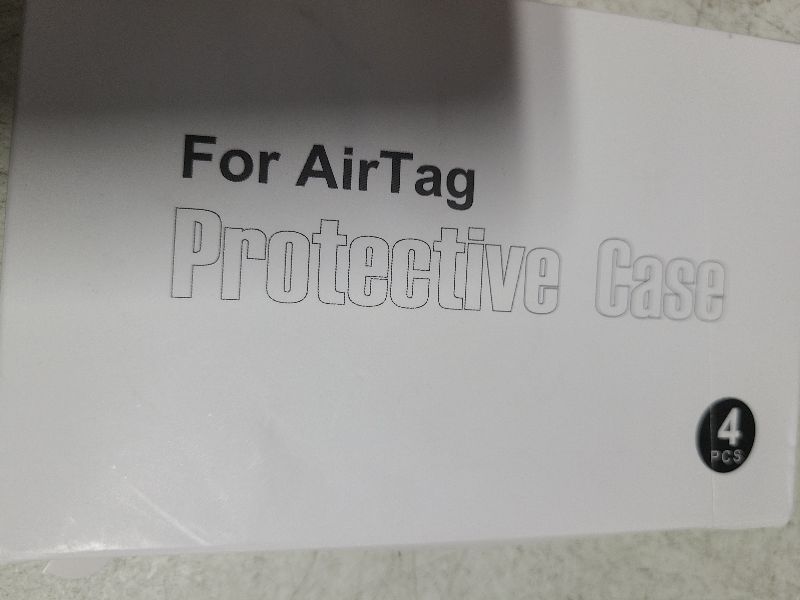 For AirTag
Protective Case
4
PCS